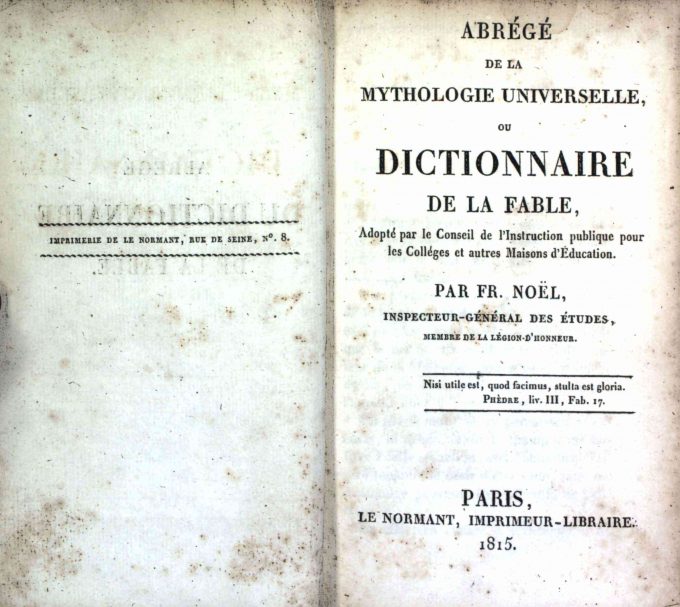 IMPRIMERIE DE LE NORMANT, RUE DE SEINE, Nº. 8.
ABRÉGÉ
DE LA
MYTHOLOGIE UNIVERSELLE,
OU
DICTIONNAIRE
DE LA FABLE,
Adopté par le Conseil de l'Instruction publique pour
les Colléges et autres Maisons d'Éducation.
PAR FR. NOËL,
INSPECTEUR-GÉNÉRAL DES ÉTUDES,
MEMBRE DE LA LÉGION-D'HONNEUR.
Nisi utile est, quod facimus, stulta est gloria.
PHÈDRE, liv. III, Fab. 17.
PARIS,
LE NORMANT, IMPRIMEUR-LIBRAIRE.
1815.